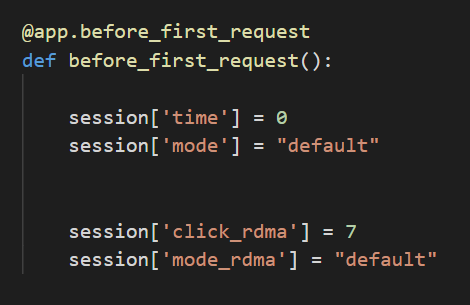 @app.before_first_request
def before_first_request():
session['time'] = 0
session['mode'] = "default"
session['click_rdma'] = 7
session['mode_rdma'] = "default"